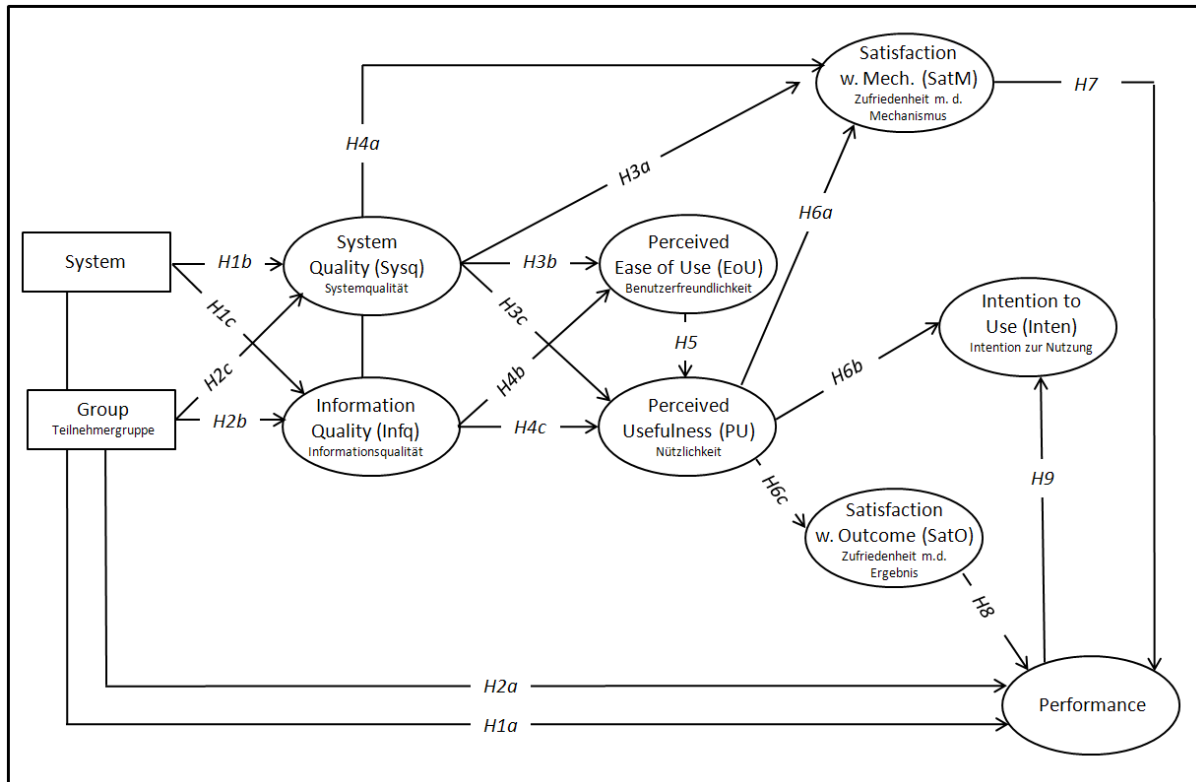 Satisfaction
w. Mech. (SatM)
Zufriedenheit m. d.
Mechanismus
H7
H4a
H3a
H6a
System
H1b
System
Quality (Sysq)
Systemqualität
H3b
Perceived
Ease of Use (EoU)
Benutzerfreundlichkeit
Intention to
Use (Inten)
Intention zur Nutzung
H1c
H3c
H5
H2c
H4b
H6b
Group
Teilnehmergruppe
H2b
Information
Quality (Infq)
Informationsqualität
H4c
Perceived
Usefulness (PU)
Nützlichkeit
H6c
H9
Satisfaction
w. Outcome (SatO)
Zufriedenheit m.d.
Ergebnis
H8
H2a
Performance
H1a